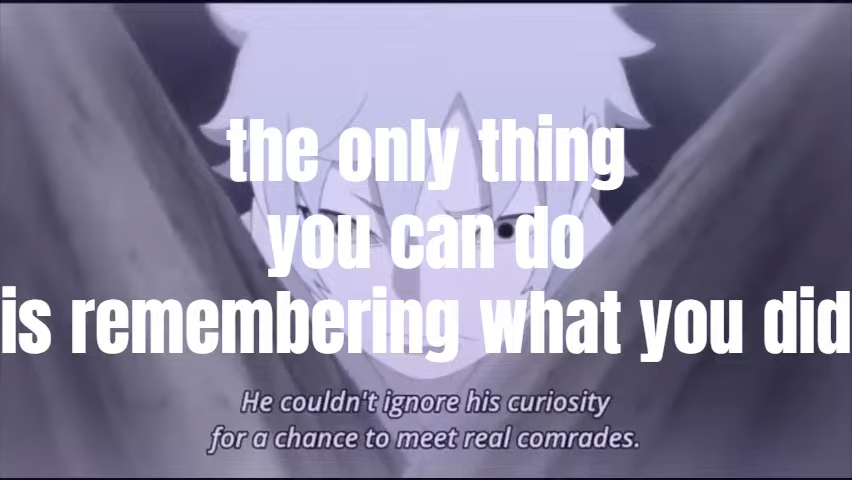 the only thing
you can do
is remembering what you did
He couldn't ignore his curiosity
for a chance to meet real comrades.